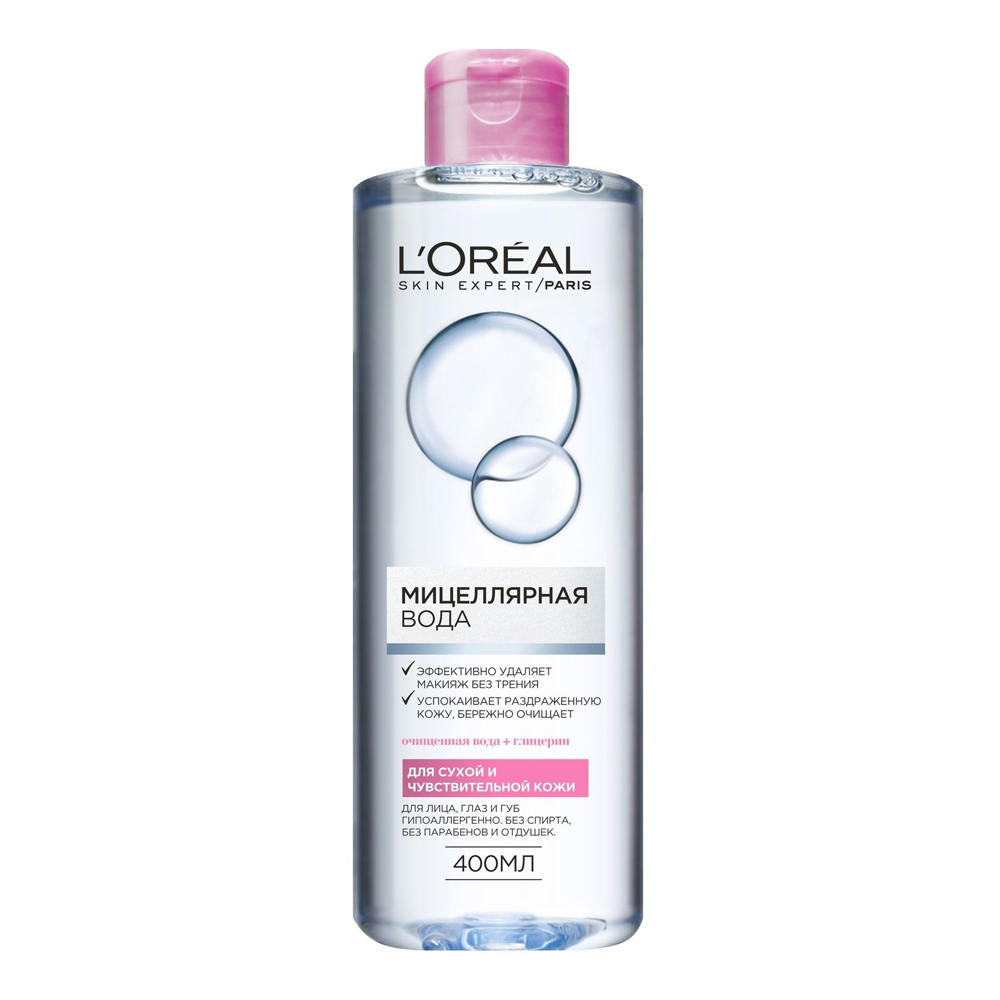 L'ORÉAL
SKIN EXPERT/PARIS
МИЦЕЛЛЯРНАЯ
ВОДА
✓ ЭФФЕКТИВНО УДАЛЯЕТ
МАКИЯЖ БЕЗ ТРЕНИЯ
✓ УСПОКАИВАЕТ РАЗДРАЖЕННУЮ
КОЖУ, БЕРЕЖНО ОЧИЩАЕТ
очищенная вода + глицерин
ДЛЯ СУХОЙ И
ЧУВСТВИТЕЛЬНОЙ КОЖИ
ДЛЯ ЛИЦА, ГЛАЗ И ГУБ
ГИПОАЛЛЕРГЕННО. БЕЗ СПИРТА,
БЕЗ ПАРАБЕНОВ И ОТДУШЕК.
400МЛ